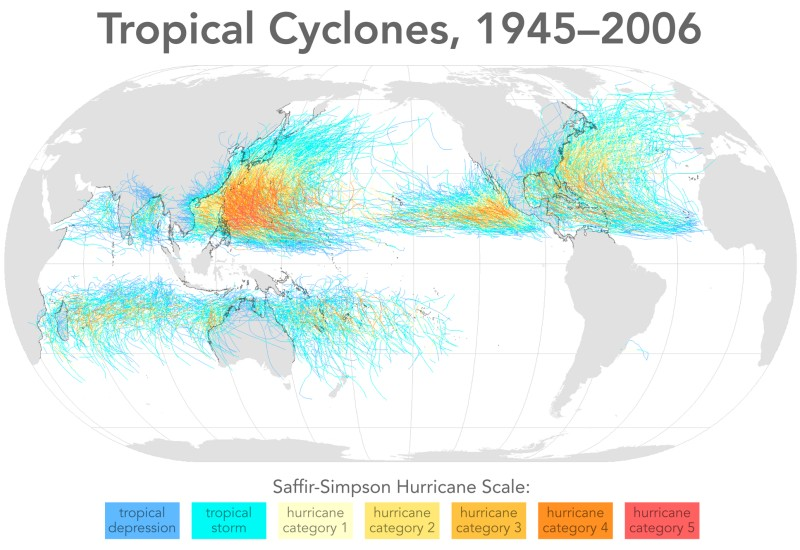 Tropical Cyclones, 1945–2006
Saffir-Simpson Hurricane Scale:
tropical
depression
tropical
storm
hurricane
category 1
hurricane
category 2
hurricane
category 3
hurricane
category 4
hurricane
category 5